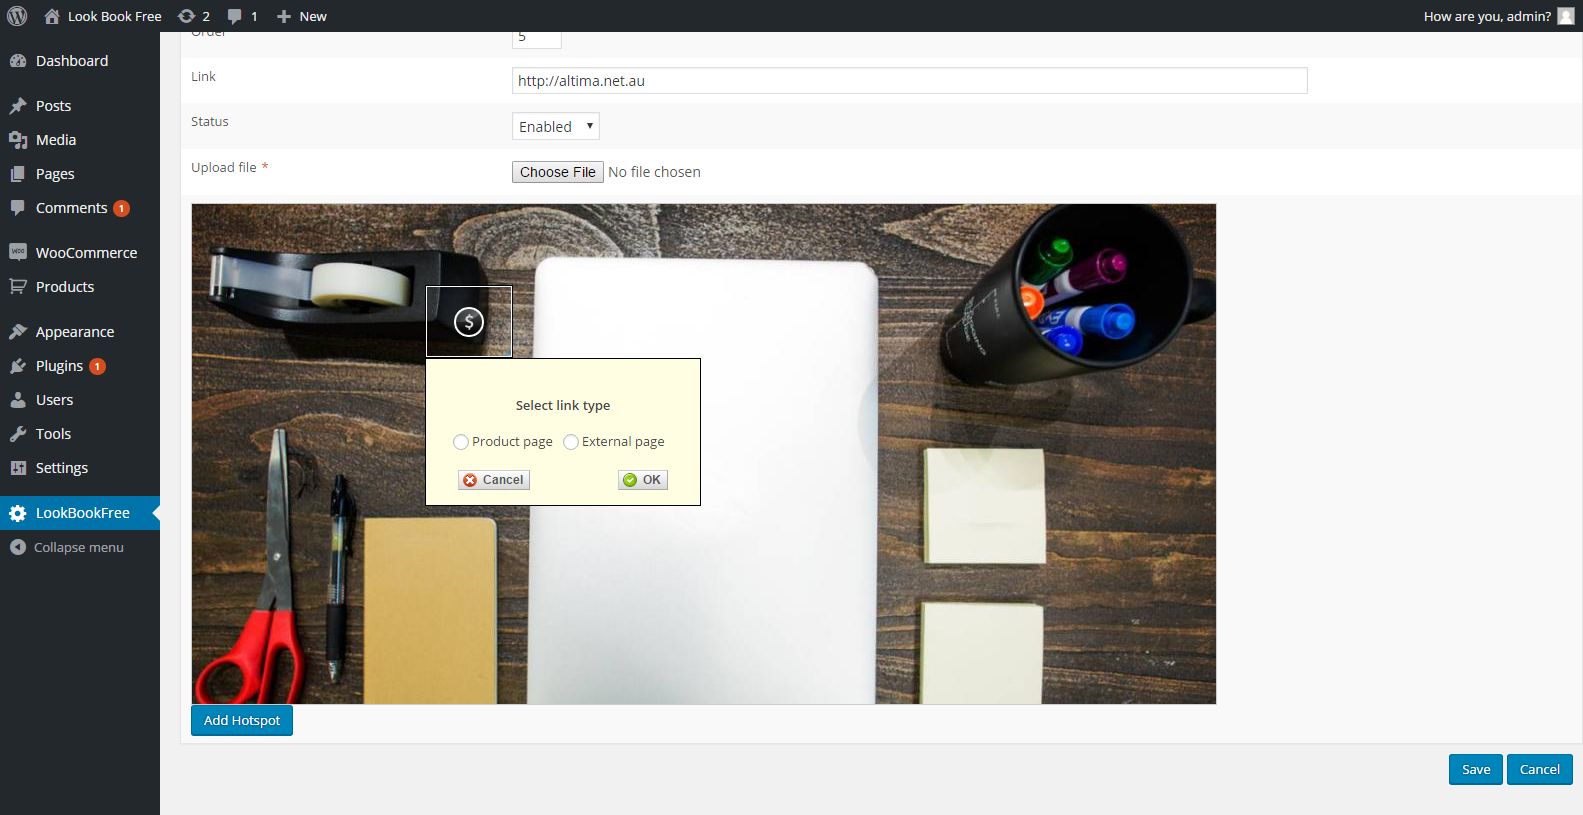 Look Book Free 2 1 New How are you, admin?
Dashboard
Posts
Media
Pages
Comments 1
WooCommerce
Products
Appearance
Plugins 1
Users
Tools
Settings
LookBookFree
Collapse menu
Order 5
Link http://altima.net.au
Status Enabled
Upload file * Choose File No file chosen
$
Select link type
Product page External page
Cancel OK
Add Hotspot
Save Cancel